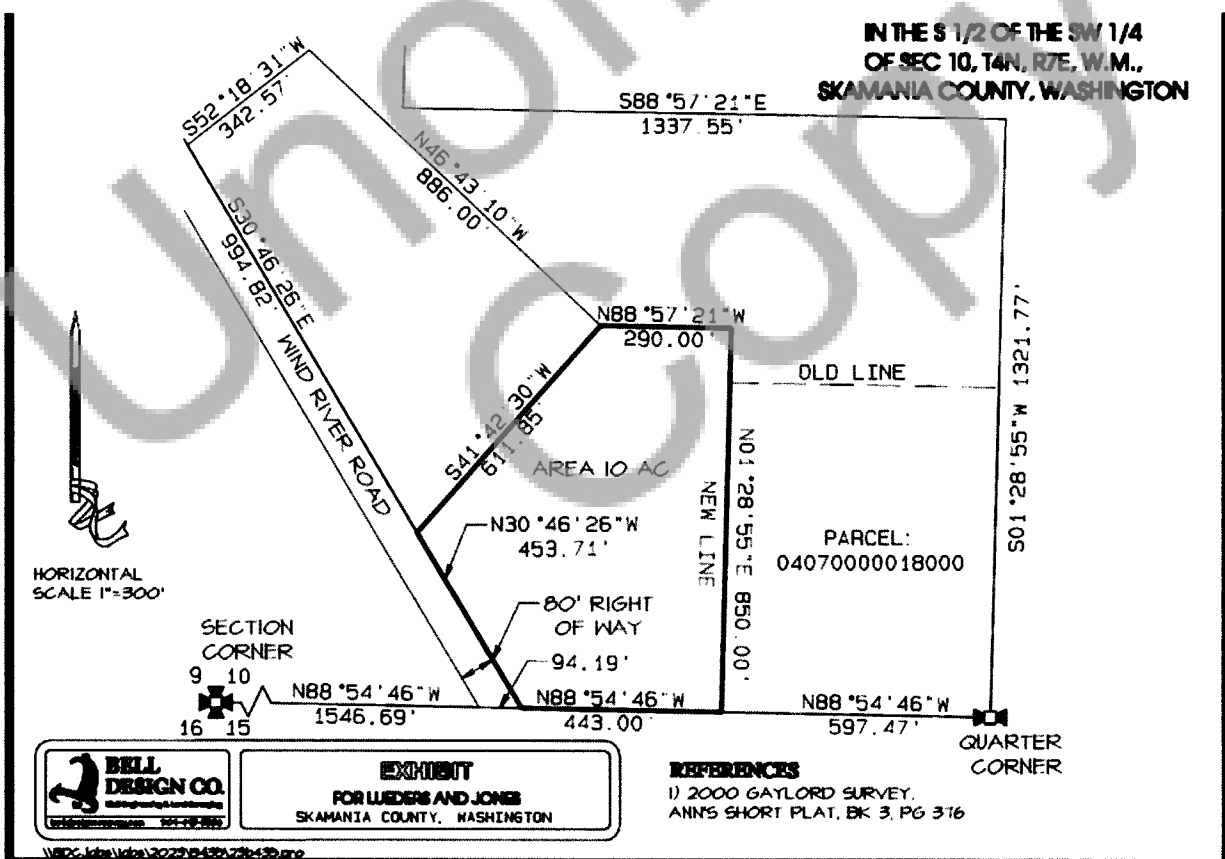 IN THE S 1/2 OF THE SW 1/4
OF SEC 10, T4N, R7E, W.M.,
SKAMANIA COUNTY, WASHINGTON
S52°18'31"W
342.57'
S88°57'21"E
1337.55'
N46°43'10"W
886.00'
S30°46'26"E
994.82'
WIND RIVER ROAD
N88°57'21"W
290.00'
OLD LINE
S01°28'55"W 1321.77'
S41°42'30"W
611.85'
AREA 10 AC
N01°28'55"E 850.00'
NEW LINE
N30°46'26"W
453.71'
PARCEL:
04070000018000
HORIZONTAL
SCALE 1"=300'
80' RIGHT
OF WAY
94.19'
SECTION
CORNER
9 10
16 15
N88°54'46"W
1546.69'
N88°54'46"W
443.00'
N88°54'46"W
597.47'
QUARTER
CORNER
BELL
DESIGN CO.
EXHIBIT
FOR LUEDERS AND JONES
SKAMANIA COUNTY, WASHINGTON
REFERENCES
1) 2000 GAYLORD SURVEY.
ANN'S SHORT PLAT, BK 3, PG 376
Unof
Copy